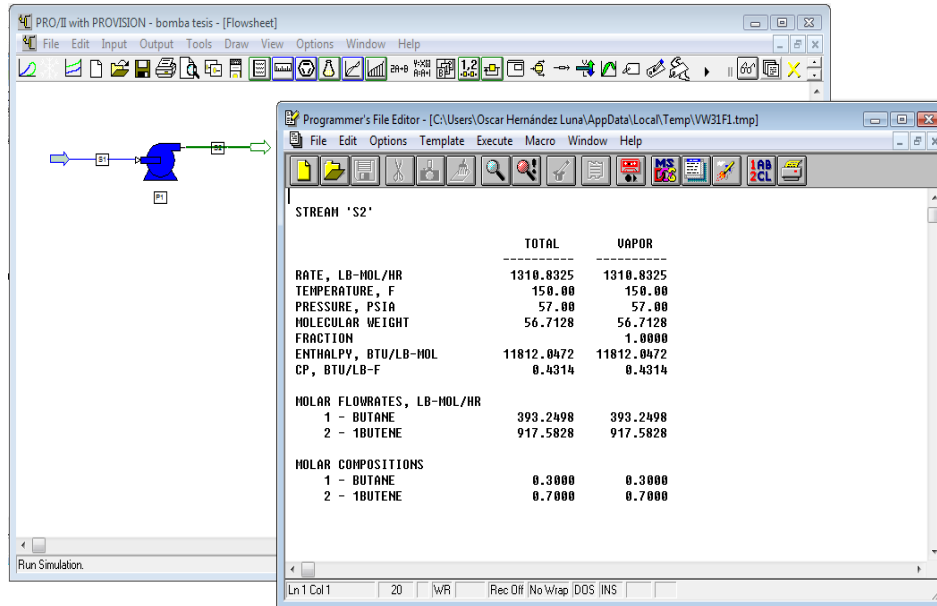 PRO/II with PROVISION - bomba tesis - [Flowsheet]
File Edit Input Output Tools Draw View Options Window Help
S1
S2
P1
Run Simulation.
Programmer's File Editor - [C:\Users\Oscar Hernández Luna\AppData\Local\Temp\VW31F1.tmp]
File Edit Options Template Execute Macro Window Help
MS DOS
1AB 2CL
STREAM 'S2'
TOTAL VAPOR
---------- ----------
RATE, LB-MOL/HR 1310.8325 1310.8325
TEMPERATURE, F 150.00 150.00
PRESSURE, PSIA 57.00 57.00
MOLECULAR WEIGHT 56.7128 56.7128
FRACTION 1.0000
ENTHALPY, BTU/LB-MOL 11812.0472 11812.0472
CP, BTU/LB-F 0.4314 0.4314
MOLAR FLOWRATES, LB-MOL/HR
1 - BUTANE 393.2498 393.2498
2 - 1BUTENE 917.5828 917.5828
MOLAR COMPOSITIONS
1 - BUTANE 0.3000 0.3000
2 - 1BUTENE 0.7000 0.7000
Ln 1 Col 1 20 WR Rec Off No Wrap DOS INS